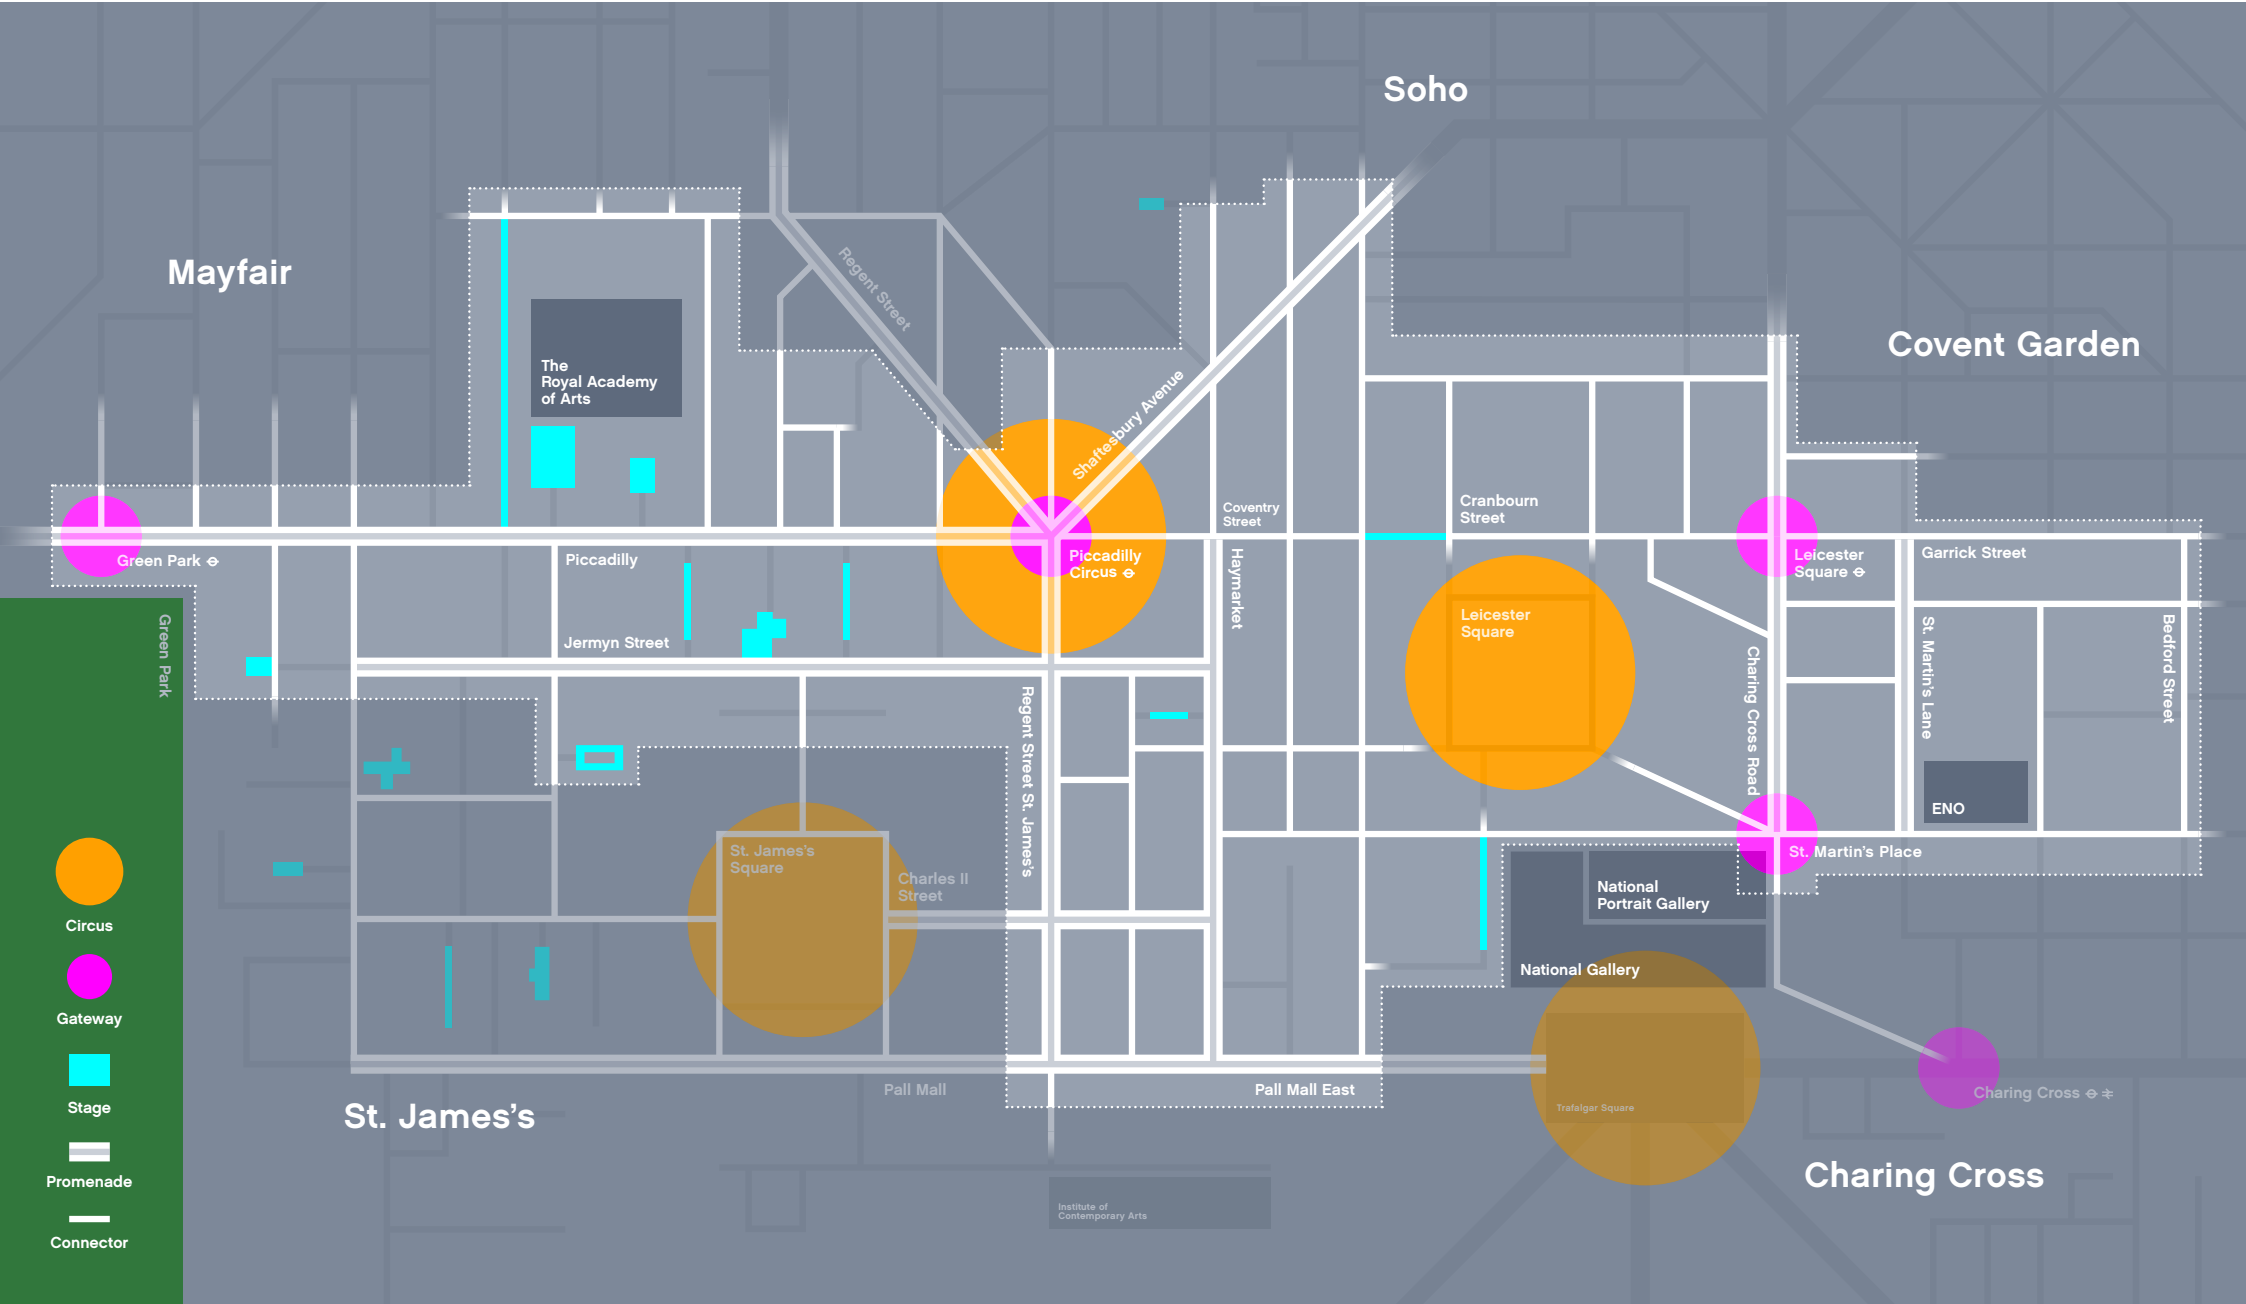 Soho
Mayfair
Regent Street
Covent Garden
The
Royal Academy
of Arts
Shaftesbury Avenue
Coventry
Street
Cranbourn
Street
Green Park
Piccadilly
Piccadilly
Circus
Haymarket
Leicester
Square
Garrick Street
Green Park
Jermyn Street
Leicester
Square
St. Martin's Lane
Bedford Street
Charing Cross Road
Regent Street St. James's
ENO
St. James's
Square
Charles II
Street
St. Martin's Place
National
Portrait Gallery
National Gallery
Circus
Gateway
Stage
Promenade
Connector
Pall Mall
Pall Mall East
Trafalgar Square
Charing Cross
St. James's
Charing Cross
Institute of
Contemporary Arts